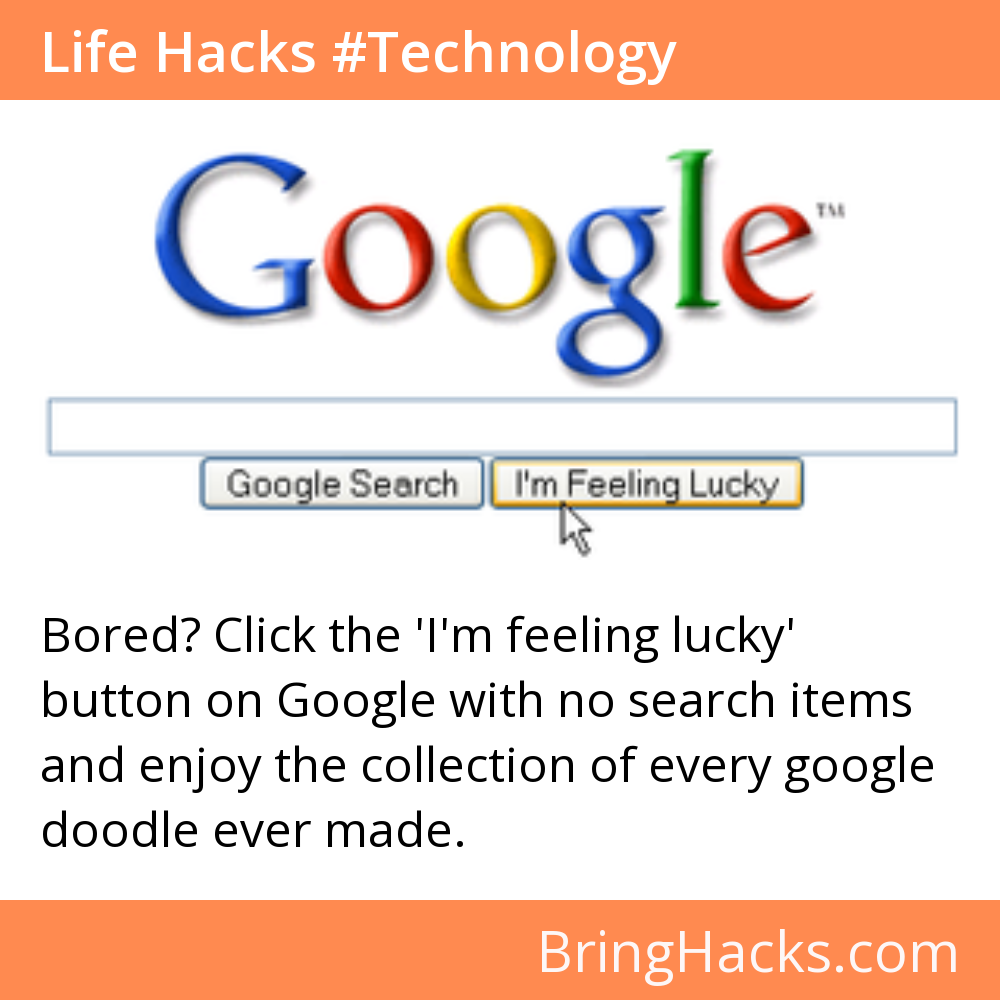 Life Hacks #Technology
Google™
Google Search I'm Feeling Lucky
Bored? Click the 'I'm feeling lucky'
button on Google with no search items
and enjoy the collection of every google
doodle ever made.
BringHacks.com